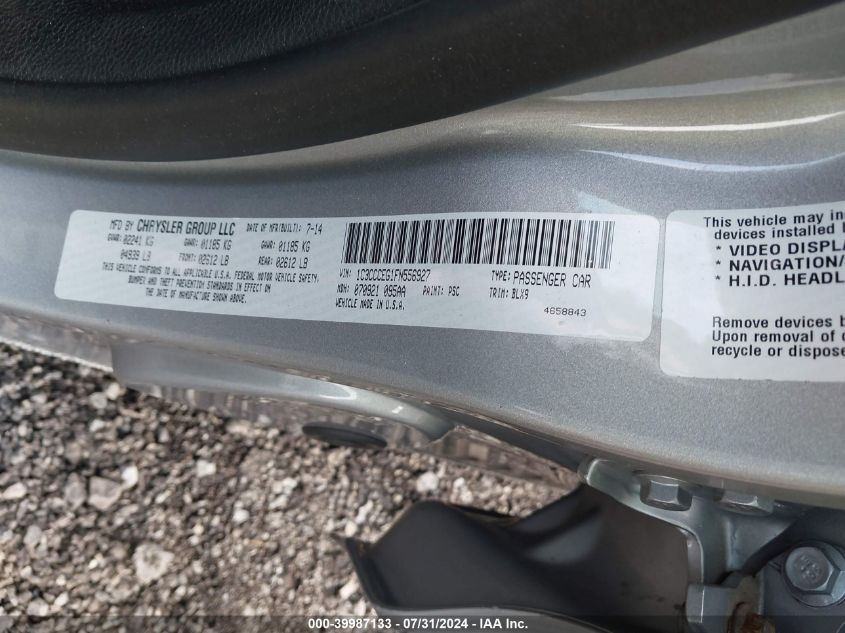 MFD BY CHRYSLER GROUP LLC DATE OF MFR(BUILT): 7-14
GVWR: 02241 KG GAWR: 01185 KG GAWR: 01185 KG
04939 LB FRONT: 02612 LB REAR: 02612 LB
THIS VEHICLE CONFORMS TO ALL APPLICABLE U.S.A. FEDERAL MOTOR VEHICLE SAFETY,
BUMPER, AND THEFT PREVENTION STANDARDS IN EFFECT ON
THE DATE OF MANUFACTURE SHOWN ABOVE.
VIN: 1C3CCCEG1FN556927 TYPE: PASSENGER CAR
MDH: 070921 095AA PAINT: PSC TRIM: BLX9
VEHICLE MADE IN U.S.A. 4658843
This vehicle may in
devices installed b
* VIDEO DISPLA
* NAVIGATION/
* H.I.D. HEADL
Remove devices b
Upon removal of d
recycle or dispose
000-39987133 - 07/31/2024 - IAAI.COM